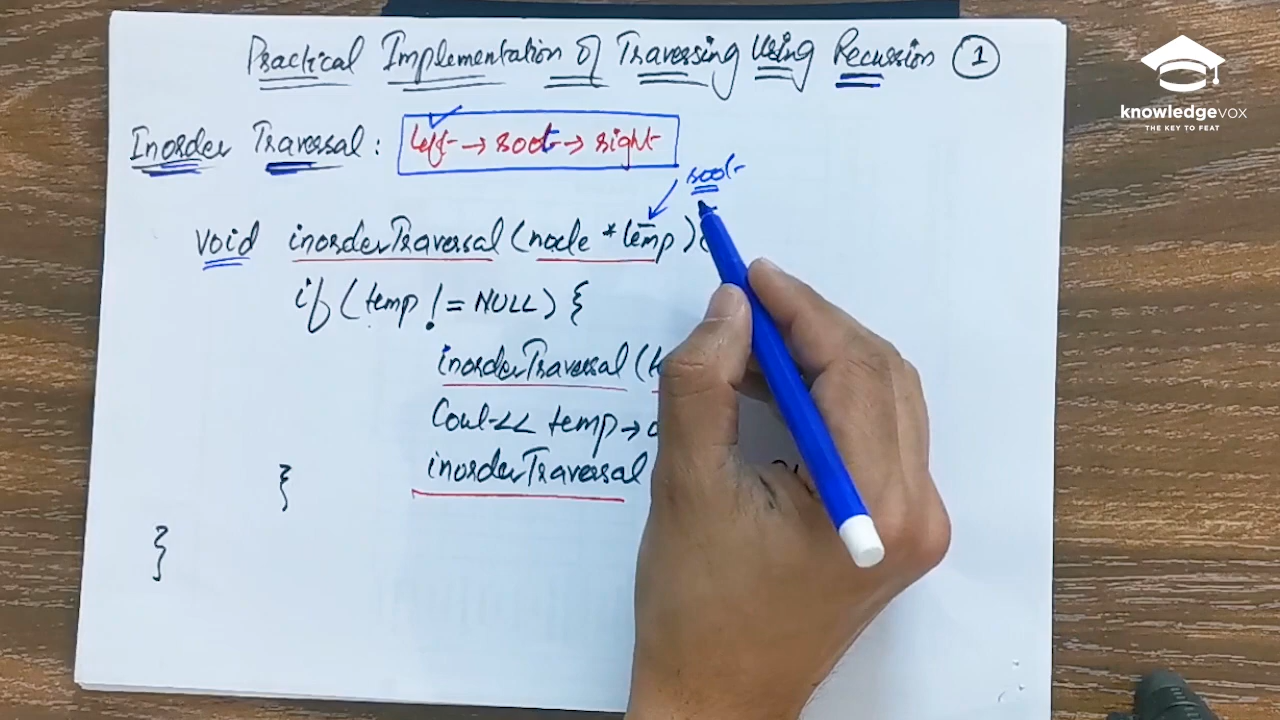 Practical Implementation of Traversing Using Recursion 1
knowledgevox
THE KEY TO FEAT
Inorder Traversal : left → root → right
root
void inorderTraversal (node *temp) {
if (temp != NULL) {
inorderTraversal (t
Cout << temp →
inorderTraversal
}
}